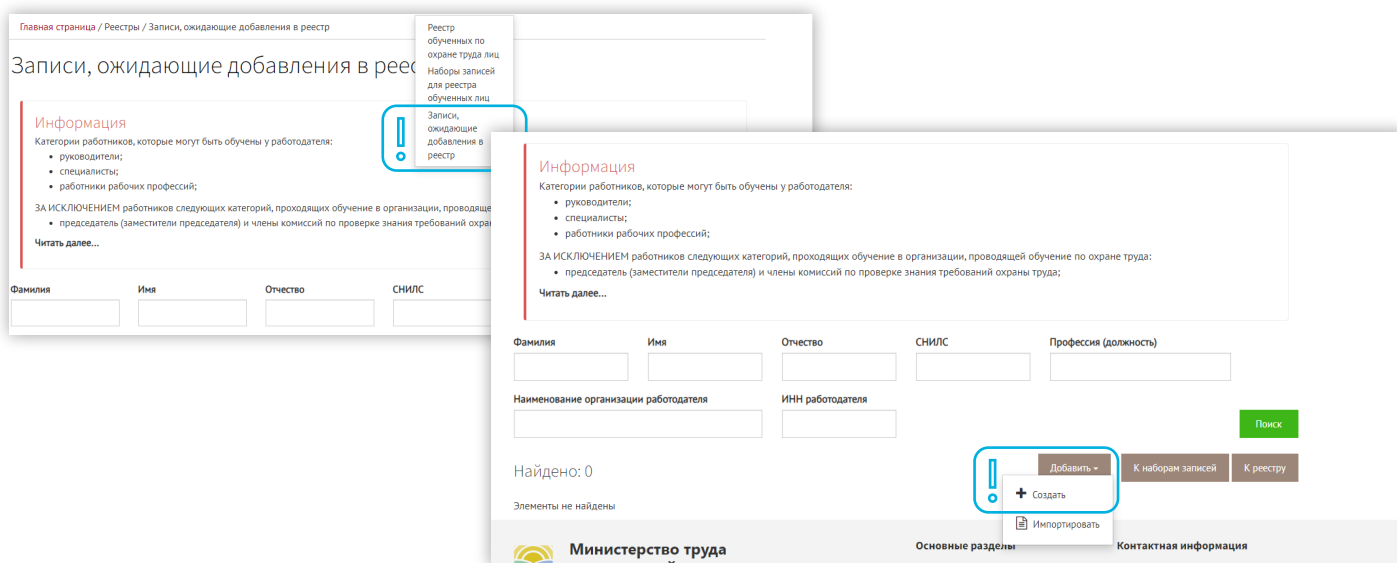 Главная страница / Реестры / Записи, ожидающие добавления в реестр
Записи, ожидающие добавления в реес
Реестр
обученных по
охране труда лиц
Наборы записей
для реестра
обученных лиц
Записи,
ожидающие
добавления в
реестр
Информация
Категории работников, которые могут быть обучены у работодателя:
• руководители;
• специалисты;
• работники рабочих профессий;
ЗА ИСКЛЮЧЕНИЕМ работников следующих категорий, проходящих обучение в организации, проводяще
• председатель (заместители председателя) и члены комиссий по проверке знания требований охра
Читать далее...
Фамилия Имя Отчество СНИЛС
Информация
Категории работников, которые могут быть обучены у работодателя:
• руководители;
• специалисты;
• работники рабочих профессий;
ЗА ИСКЛЮЧЕНИЕМ работников следующих категорий, проходящих обучение в организации, проводящей обучение по охране труда:
• председатель (заместители председателя) и члены комиссий по проверке знания требований охраны труда;
Читать далее...
Фамилия Имя Отчество СНИЛС Профессия (должность)
Наименование организации работодателя ИНН работодателя
Поиск
Найдено: 0
Добавить К наборам записей К реестру
Создать
Импортировать
Элементы не найдены
Министерство труда
Основные разделы
Контактная информация